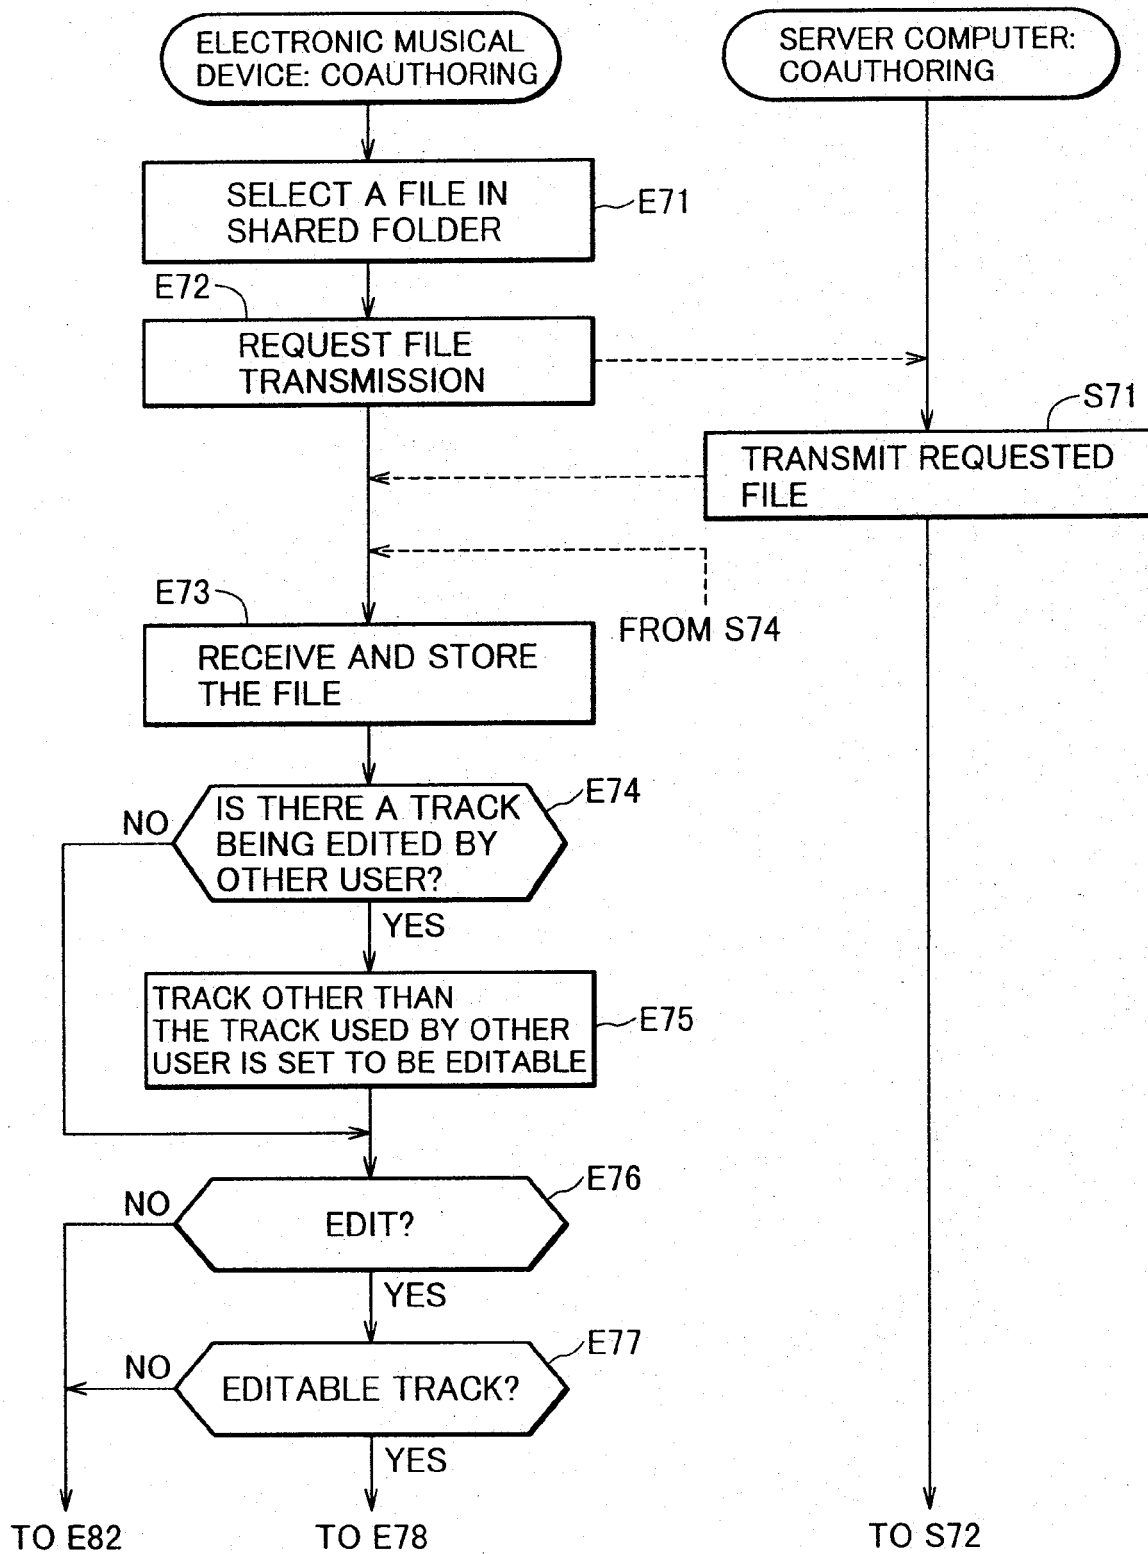 ELECTRONIC MUSICAL
DEVICE: COAUTHORING
SERVER COMPUTER:
COAUTHORING
SELECT A FILE IN
SHARED FOLDER
E71
E72
REQUEST FILE
TRANSMISSION
S71
TRANSMIT REQUESTED
FILE
E73
FROM S74
RECEIVE AND STORE
THE FILE
E74
NO
IS THERE A TRACK
BEING EDITED BY
OTHER USER?
YES
TRACK OTHER THAN
THE TRACK USED BY OTHER
USER IS SET TO BE EDITABLE
E75
E76
NO
EDIT?
YES
E77
NO
EDITABLE TRACK?
YES
TO E82
TO E78
TO S72